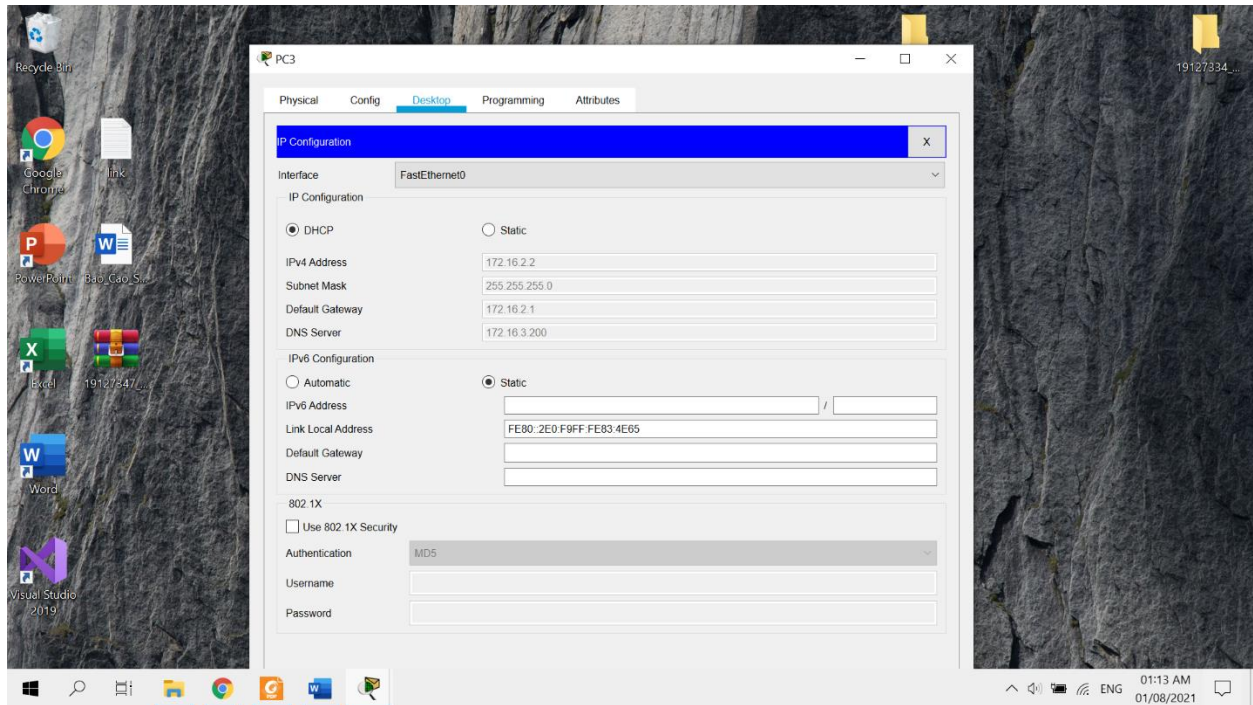 Recycle Bin
19127334_...
PC3
Physical Config Desktop Programming Attributes
IP Configuration X
Interface FastEthernet0
IP Configuration
DHCP Static
IPv4 Address 172.16.2.2
Subnet Mask 255.255.255.0
Default Gateway 172.16.2.1
DNS Server 172.16.3.200
IPv6 Configuration
Automatic Static
IPv6 Address /
Link Local Address FE80::2E0:F9FF:FE83:4E65
Default Gateway
DNS Server
802.1X
Use 802.1X Security
Authentication MD5
Username
Password
Google
Chrome
link
PowerPoint
Bao_Cao_S...
Excel
19127347_...
Word
Visual Studio
2019
ENG
01:13 AM
01/08/2021